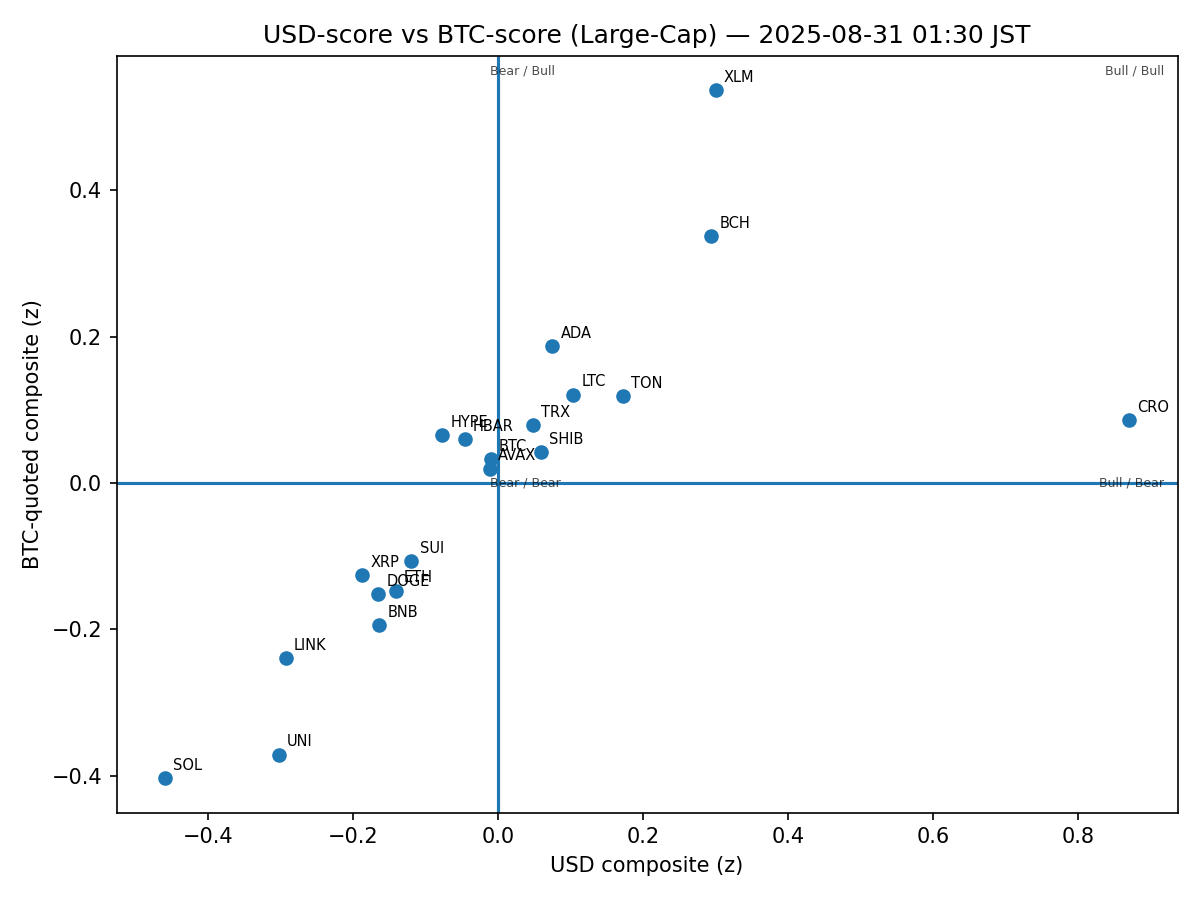 USD-score vs BTC-score (Large-Cap) — 2025-08-31 01:30 JST
Bear / Bull
Bull / Bull
XLM
BCH
ADA
LTC
TON
CRO
TRX
HYPE
HBAR
SHIB
BTC
AVAX
Bear / Bear
Bull / Bear
SUI
XRP
ETH
DOGE
BNB
LINK
UNI
SOL
0.4
0.2
0.0
−0.2
−0.4
BTC-quoted composite (z)
−0.4
−0.2
0.0
0.2
0.4
0.6
0.8
USD composite (z)